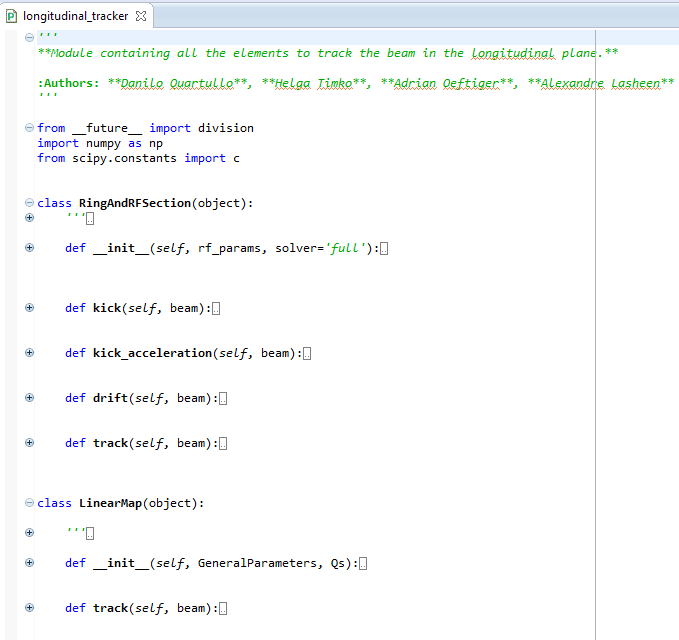 longitudinal_tracker
'''
**Module containing all the elements to track the beam in the longitudinal plane.**
:Authors: **Danilo Quartullo**, **Helga Timko**, **Adrian Oeftiger**, **Alexandre Lasheen**
'''
from __future__ import division
import numpy as np
from scipy.constants import c
class RingAndRFSection(object):
'''..
def __init__(self, rf_params, solver='full'):..
def kick(self, beam):..
def kick_acceleration(self, beam):..
def drift(self, beam):..
def track(self, beam):..
class LinearMap(object):
'''..
def __init__(self, GeneralParameters, Qs):..
def track(self, beam):..